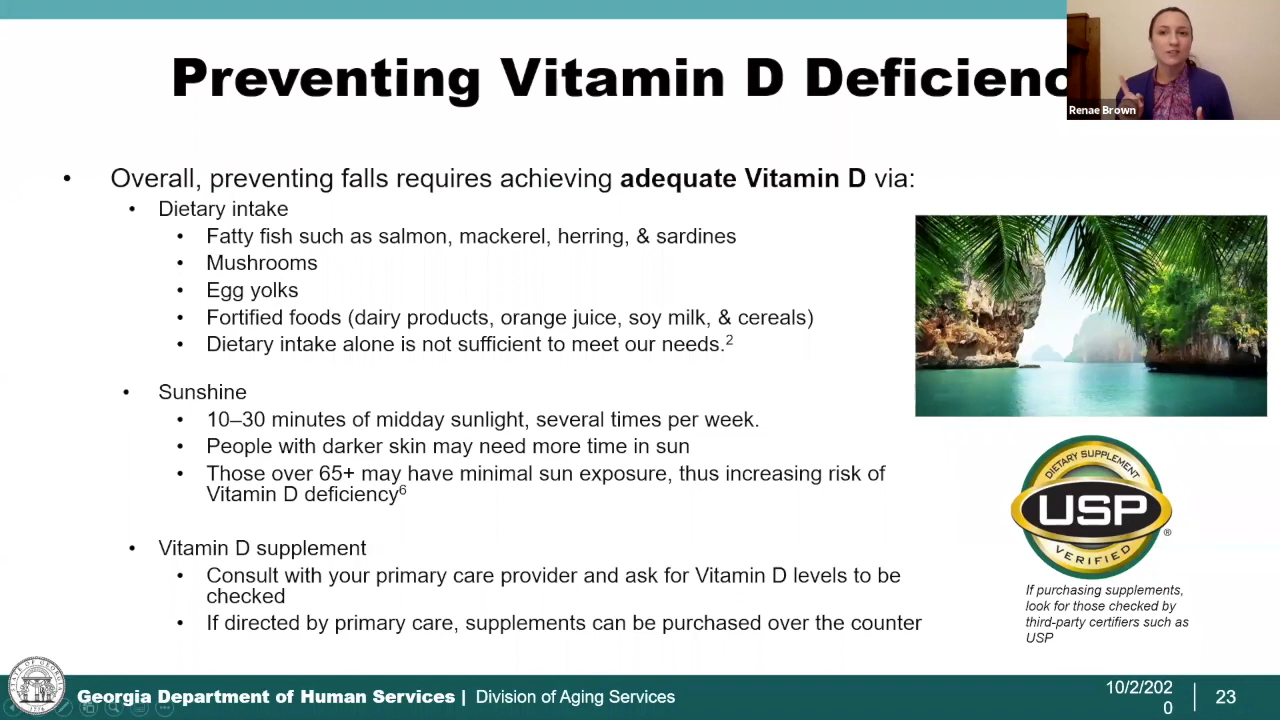 Preventing Vitamin D Deficienc
Renae Brown
• Overall, preventing falls requires achieving adequate Vitamin D via:
• Dietary intake
• Fatty fish such as salmon, mackerel, herring, & sardines
• Mushrooms
• Egg yolks
• Fortified foods (dairy products, orange juice, soy milk, & cereals)
• Dietary intake alone is not sufficient to meet our needs.2
• Sunshine
• 10–30 minutes of midday sunlight, several times per week.
• People with darker skin may need more time in sun
• Those over 65+ may have minimal sun exposure, thus increasing risk of
Vitamin D deficiency6
• Vitamin D supplement
• Consult with your primary care provider and ask for Vitamin D levels to be
checked
• If directed by primary care, supplements can be purchased over the counter
DIETARY SUPPLEMENT
USP
®
VERIFIED
If purchasing supplements,
look for those checked by
third-party certifiers such as
USP
Georgia Department of Human Services | Division of Aging Services
10/2/202
0
23